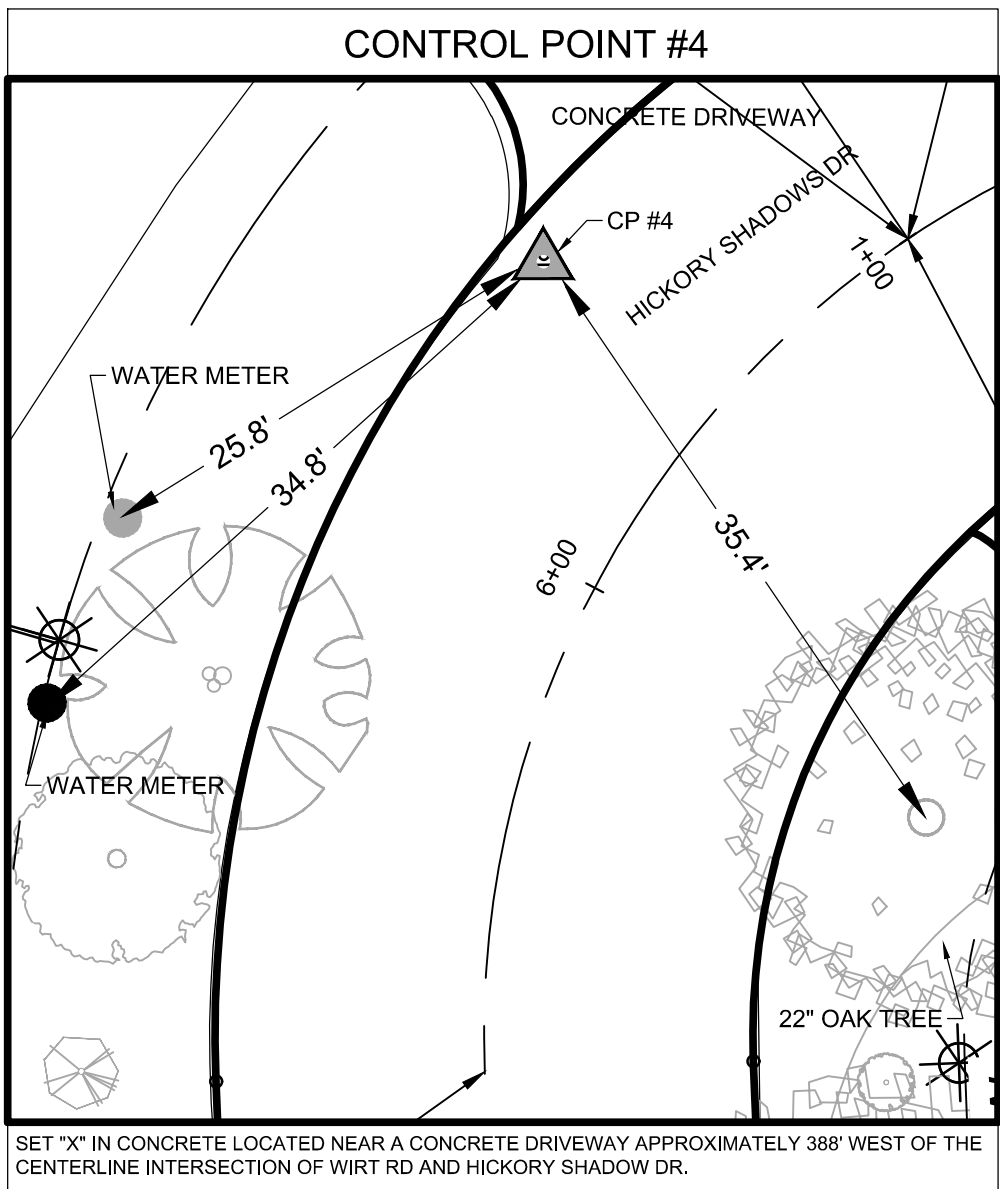 CONTROL POINT #4
CONCRETE DRIVEWAY
HICKORY SHADOWS DR
CP #4
1+00
WATER METER
25.8'
34.8'
35.4'
6+00
WATER METER
22" OAK TREE
SET "X" IN CONCRETE LOCATED NEAR A CONCRETE DRIVEWAY APPROXIMATELY 388' WEST OF THE
CENTERLINE INTERSECTION OF WIRT RD AND HICKORY SHADOW DR.